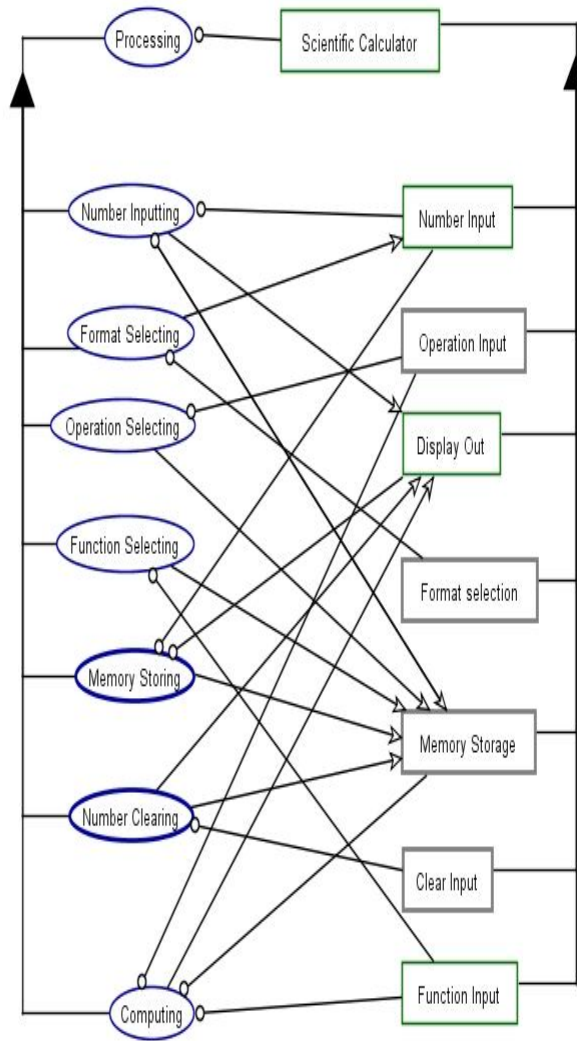 Processing
Scientific Calculator
Number Inputting
Number Input
Format Selecting
Operation Input
Operation Selecting
Display Out
Function Selecting
Format selection
Memory Storing
Memory Storage
Number Clearing
Clear Input
Computing
Function Input